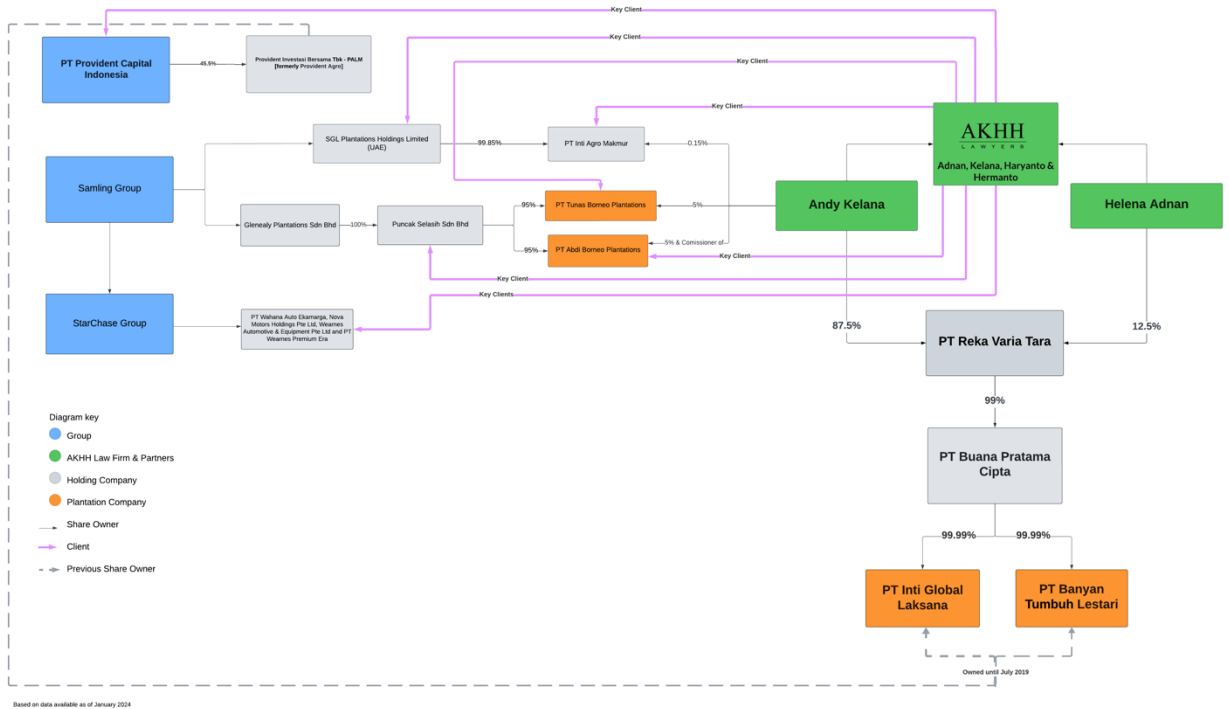 Key Client
Key Client
PT Provident Capital
Indonesia
45.5%
Provident Investasi Bersama Tbk - PALM
[formerly Provident Agro]
Key Client
Key Client
AKHH
LAWYERS
Adnan, Kelana, Haryanto &
Hermanto
SGL Plantations Holdings Limited
(UAE)
99.85%
PT Inti Agro Makmur
0.15%
Samling Group
Andy Kelana
Helena Adnan
PT Tunas Borneo Plantations
95%
5%
Glenealy Plantations Sdn Bhd
100%
Puncak Selasih Sdn Bhd
PT Abdi Borneo Plantations
95%
5% & Comissioner of
Key Client
Key Client
Key Clients
StarChase Group
PT Wahana Auto Ekamarga, Nova
Motors Holdings Pte Ltd, Wearnes
Automotive & Equipment Pte Ltd and PT
Wearnes Premium Era
87.5%
12.5%
PT Reka Varia Tara
99%
Diagram key
Group
AKHH Law Firm & Partners
Holding Company
Plantation Company
Share Owner
Client
Previous Share Owner
PT Buana Pratama
Cipta
99.99%
99.99%
PT Inti Global
Laksana
PT Banyan
Tumbuh Lestari
Owned until July 2019
Based on data available as of January 2024